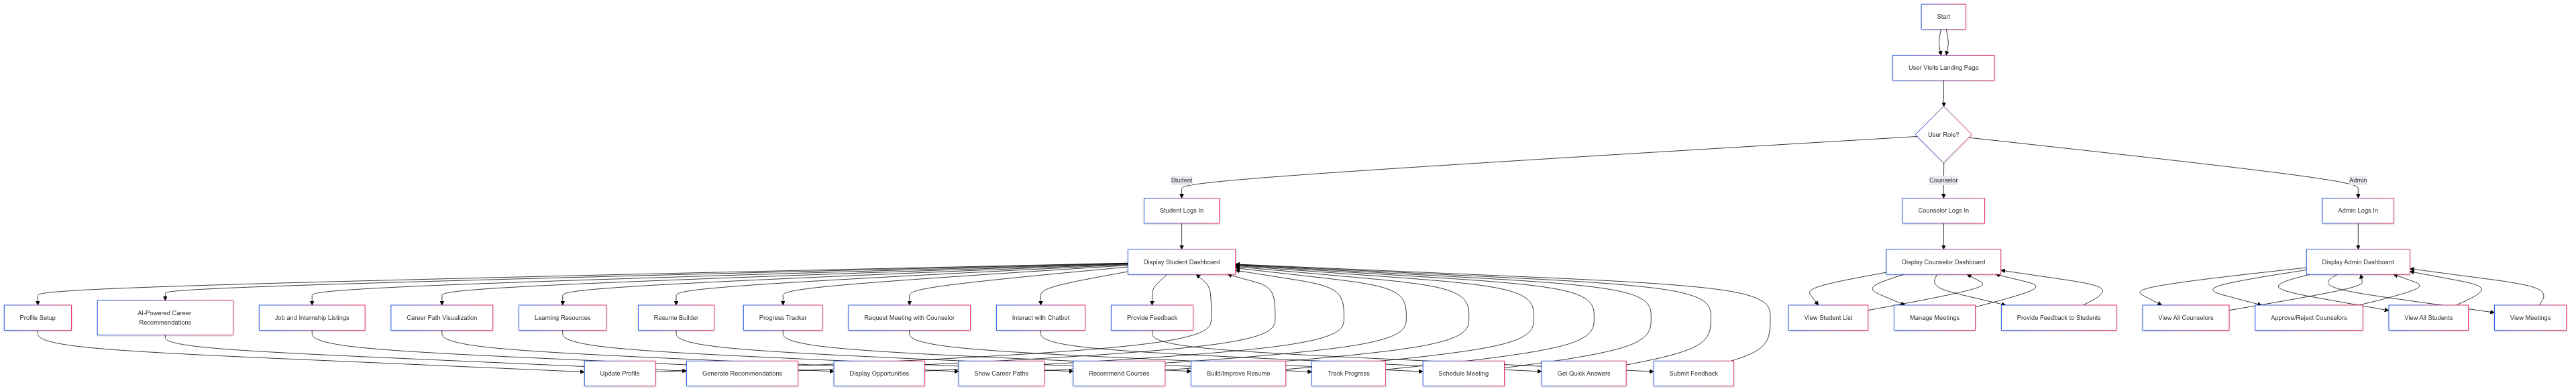 Start
User Visits Landing Page
User Role?
Student
Counselor
Admin
Student Logs In
Counselor Logs In
Admin Logs In
Display Student Dashboard
Display Counselor Dashboard
Display Admin Dashboard
Profile Setup
AI-Powered Career
Recommendations
Job and Internship Listings
Career Path Visualization
Learning Resources
Resume Builder
Progress Tracker
Request Meeting with Counselor
Interact with Chatbot
Provide Feedback
View Student List
Manage Meetings
Provide Feedback to Students
View All Counselors
Approve/Reject Counselors
View All Students
View Meetings
Update Profile
Generate Recommendations
Display Opportunities
Show Career Paths
Recommend Courses
Build/Improve Resume
Track Progress
Schedule Meeting
Get Quick Answers
Submit Feedback